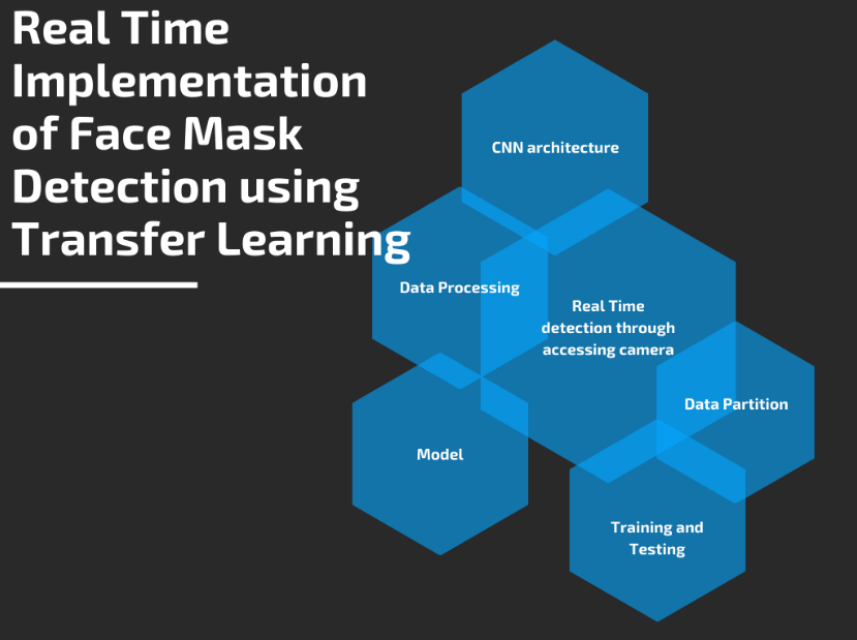 Real Time
Implementation
of Face Mask
Detection using
Transfer Learning
CNN architecture
Data Processing
Real Time
detection through
accessing camera
Data Partition
Model
Training and
Testing